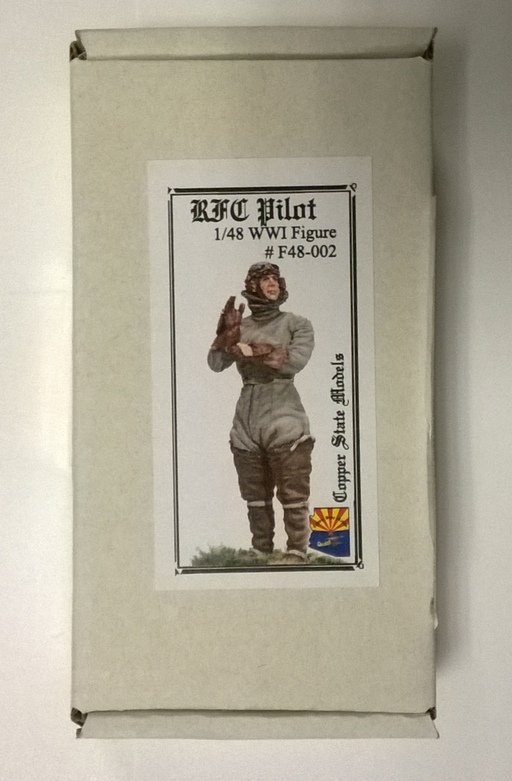 RFC Pilot
1/48 WWI Figure
# F48-002
Copper State Models